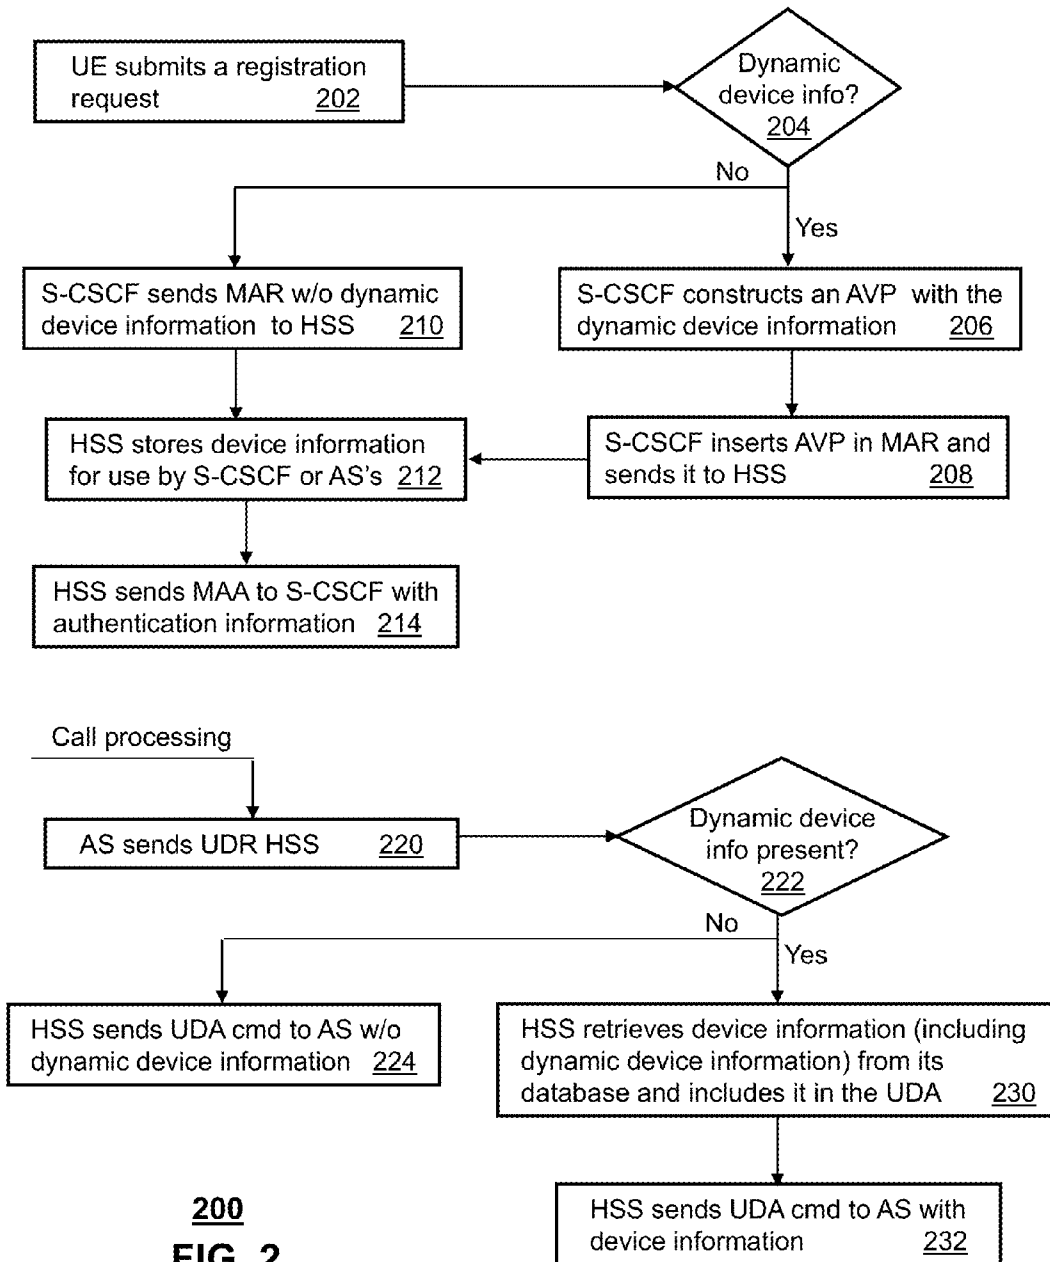 UE submits a registration
request 202
Dynamic
device info?
204
No
Yes
S-CSCF sends MAR w/o dynamic
device information to HSS 210
S-CSCF constructs an AVP with the
dynamic device information 206
HSS stores device information
for use by S-CSCF or AS's 212
S-CSCF inserts AVP in MAR and
sends it to HSS 208
HSS sends MAA to S-CSCF with
authentication information 214
Call processing
AS sends UDR HSS 220
Dynamic device
info present?
222
No
Yes
HSS sends UDA cmd to AS w/o
dynamic device information 224
HSS retrieves device information (including
dynamic device information) from its
database and includes it in the UDA 230
HSS sends UDA cmd to AS with
device information 232
200
FIG. 2